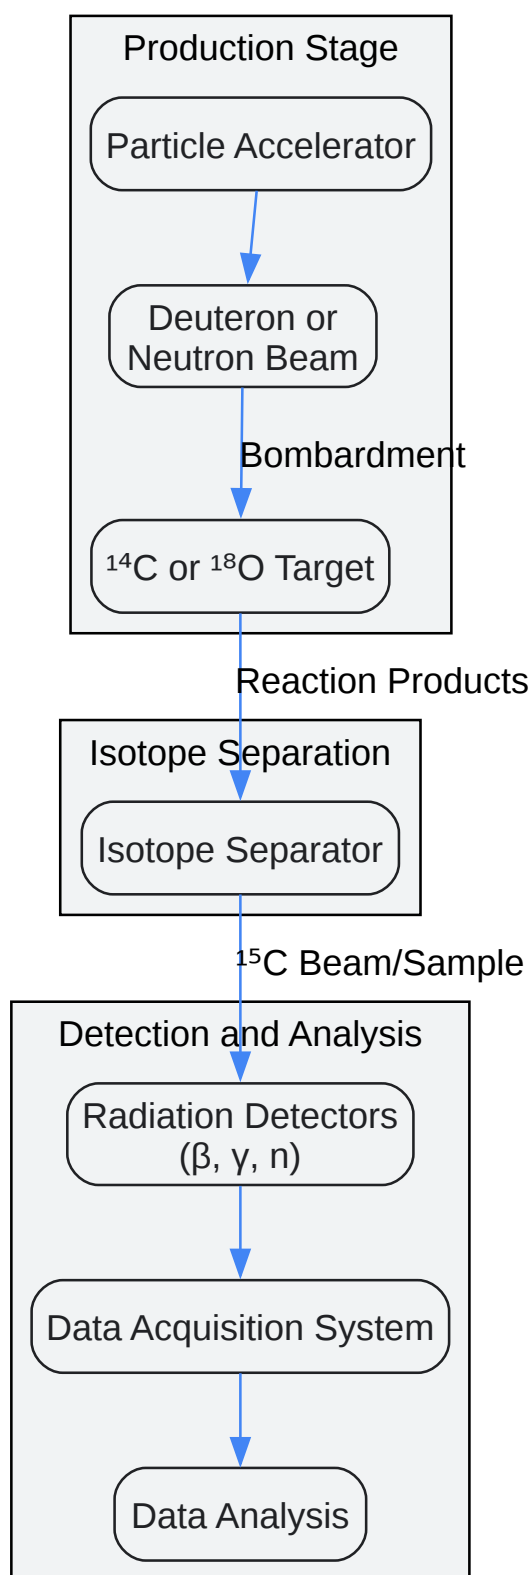 Production Stage
Particle Accelerator
Deuteron or
Neutron Beam
Bombardment
¹⁴C or ¹⁸O Target
Reaction Products
Isotope Separation
Isotope Separator
¹⁵C Beam/Sample
Detection and Analysis
Radiation Detectors
(β, γ, n)
Data Acquisition System
Data Analysis